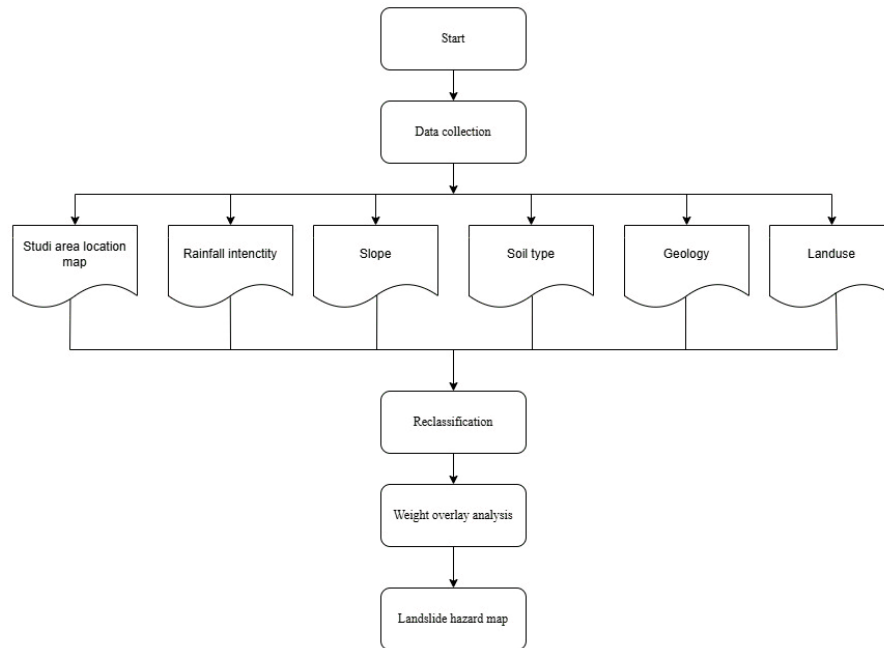 Start
Data collection
Studi area location
map
Rainfall intenctity
Slope
Soil type
Geology
Landuse
Reclassification
Weight overlay analysis
Landslide hazard map